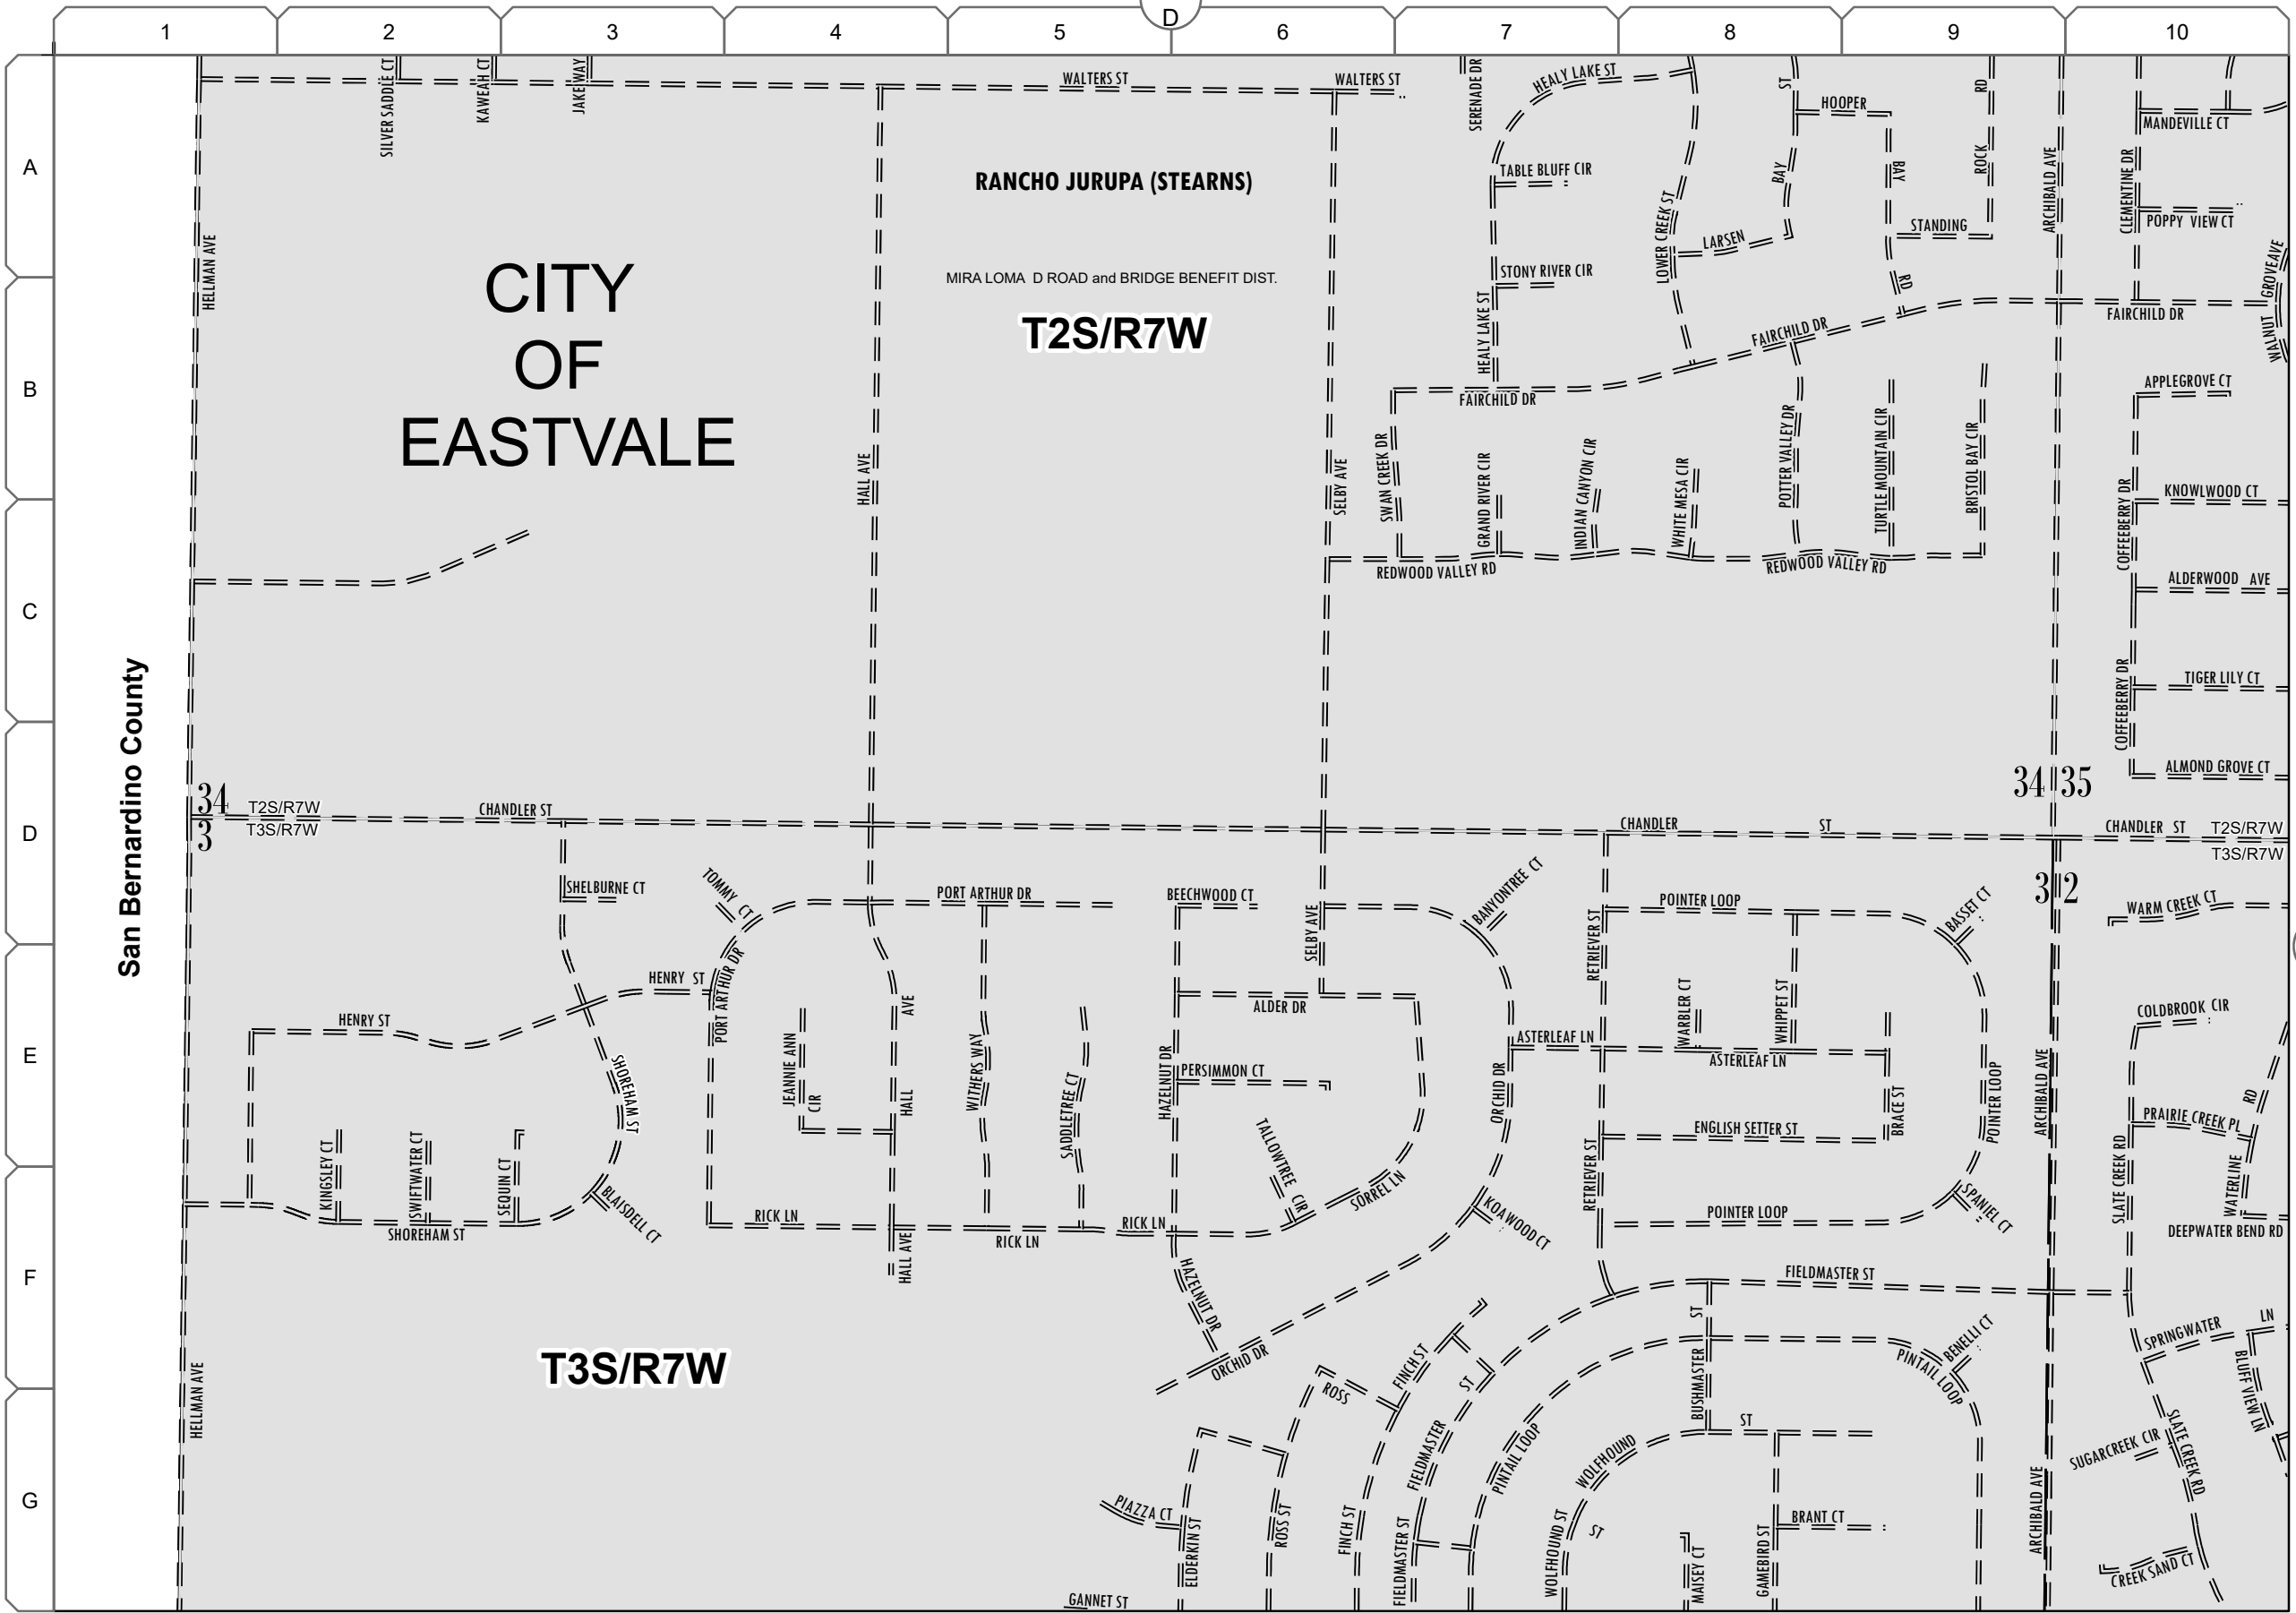 D
1 2 3 4 5 6 7 8 9 10
A
B
C
D
E
F
G
SILVER SADDLE CT
KAWEAH CT
JAKE WAY
WALTERS ST
WALTERS ST
SERENADE DR
HEALY LAKE ST
ST
HOOPER
RD
MANDEVILLE CT
RANCHO JURUPA (STEARNS)
TABLE BLUFF CIR
BAY
BAY
ROCK
ARCHIBALD AVE
CLEMENTINE DR
POPPY VIEW CT
HELLMAN AVE
CITY
OF
EASTVALE
MIRA LOMA D ROAD and BRIDGE BENEFIT DIST.
T2S/R7W
STONY RIVER CIR
LOWER CREEK ST
LARSEN
STANDING
RD
WALNUT GROVE AVE
HEALY LAKE ST
FAIRCHILD DR
FAIRCHILD DR
FAIRCHILD DR
APPLEGROVE CT
HALL AVE
SELBY AVE
SWAN CREEK DR
GRAND RIVER CIR
INDIAN CANYON CIR
WHITE MESA CIR
POTTER VALLEY DR
TURTLE MOUNTAIN CIR
BRISTOL BAY CIR
COFFEEBERRY DR
KNOWLWOOD CT
REDWOOD VALLEY RD
REDWOOD VALLEY RD
ALDERWOOD AVE
San Bernardino County
COFFEEBERRY DR
TIGER LILY CT
ALMOND GROVE CT
34
3
T2S/R7W
T3S/R7W
CHANDLER ST
CHANDLER ST
34 35
3 2
CHANDLER ST
T2S/R7W
T3S/R7W
SHELBURNE CT
TOMMY CT
PORT ARTHUR DR
BEECHWOOD CT
SELBY AVE
BANYONTREE CT
RETRIEVER ST
POINTER LOOP
BASSET CT
WARM CREEK CT
HENRY ST
HENRY ST
PORT ARTHUR DR
SHOREHAM ST
JEANNIE ANN
CIR
AVE
HALL
WITHERS WAY
SADDLETREE CT
HAZELNUT DR
ALDER DR
PERSIMMON CT
TALLOWTREE CIR
ORCHID DR
ASTERLEAF LN
ASTERLEAF LN
WARBLER CT
WHIPPET ST
BRACE ST
POINTER LOOP
ARCHIBALD AVE
COLDBROOK CIR
PRAIRIE CREEK PL
RD
WATERLINE
ENGLISH SETTER ST
RETRIEVER ST
SLATE CREEK RD
KINGSLEY CT
SWIFTWATER CT
SEQUIN CT
BLAISDELL CT
SHOREHAM ST
RICK LN
RICK LN
RICK LN
HALL AVE
SORREL LN
KOAWOOD CT
POINTER LOOP
SPANIEL CT
DEEPWATER BEND RD
HAZELNUT DR
FIELDMASTER ST
ORCHID DR
T3S/R7W
HELLMAN AVE
ROSS
FINCH ST
ST
FIELDMASTER
PINTAIL LOOP
ST
BUSHMASTER
PINTAIL LOOP
BENELLI CT
SPRINGWATER
LN
BLUFF VIEW LN
SLATE CREEK RD
SUGARCREEK CIR
ST
WOLFHOUND
PIAZZA CT
ELDERKIN ST
ROSS ST
FINCH ST
FIELDMASTER ST
WOLFHOUND ST
ST
MAISEY CT
GAMEBIRD ST
BRANT CT
ARCHIBALD AVE
CREEK SAND CT
GANNET ST